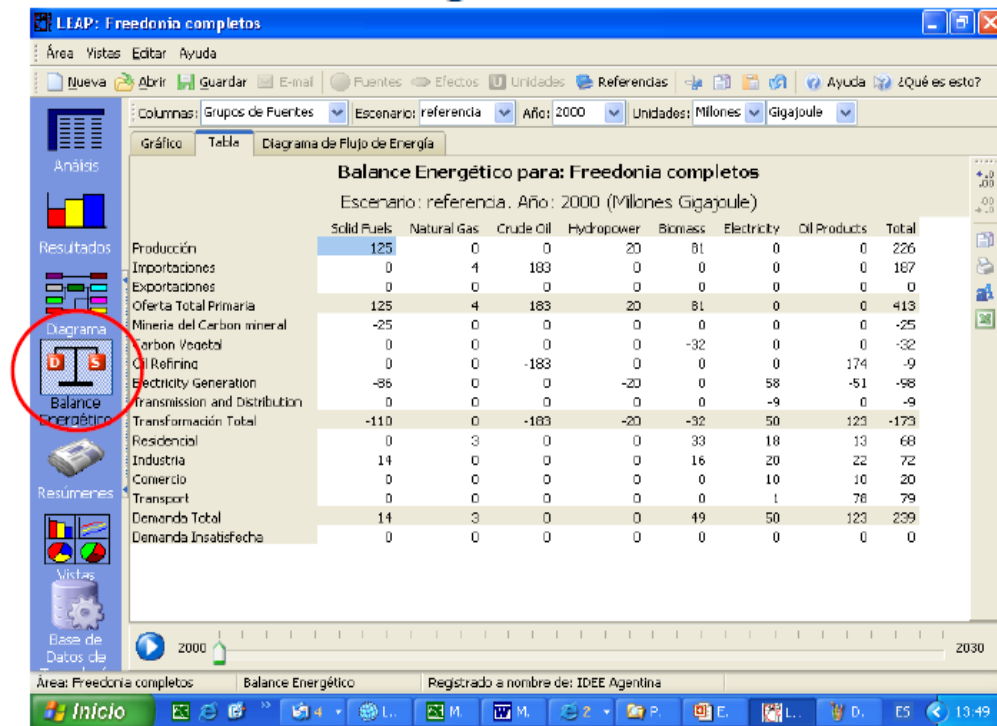 LEAP: Freedonia completos
Área Vistas Editar Ayuda
Nueva Abrir Guardar E-mail Fuentes Efectos Unidades Referencias Ayuda ¿Qué es esto?
Columnas: Grupos de Fuentes Escenario: referencia Año: 2000 Unidades: Millones Gigajoule
Gráfico Tabla Diagrama de Flujo de Energía
Análisis
Resultados
Diagrama
D S
Balance
Energético
Resúmenes
Vistas
Base de
Datos de
Balance Energético para: Freedonia completos
Escenario: referencia. Año: 2000 (Millones Gigajoule)
Solid Fuels Natural Gas Crude Oil Hydropower Biomass Electricity Oil Products Total
Producción 125 0 0 20 81 0 0 226
Importaciones 0 4 183 0 0 0 0 187
Exportaciones 0 0 0 0 0 0 0 0
Oferta Total Primaria 125 4 183 20 81 0 0 413
Mineria del Carbon mineral -25 0 0 0 0 0 0 -25
Carbon Vegetal 0 0 0 0 -32 0 0 -32
Oil Refining 0 0 -183 0 0 0 174 -9
Electricity Generation -86 0 0 -20 0 58 -51 -98
Transmission and Distribution 0 0 0 0 0 -9 0 -9
Transformación Total -110 0 -183 -20 -32 50 123 -173
Residencial 0 3 0 0 33 18 13 68
Industria 14 0 0 0 16 20 22 72
Comercio 0 0 0 0 0 10 10 20
Transport 0 0 0 0 0 1 78 79
Demanda Total 14 3 0 0 49 50 123 239
Demanda Insatisfecha 0 0 0 0 0 0 0 0
2000 2030
Área: Freedonia completos Balance Energético Registrado a nombre de: IDEE Agentina
Inicio 4 L... M. M. 2 P. E. L... D. ES 13:49